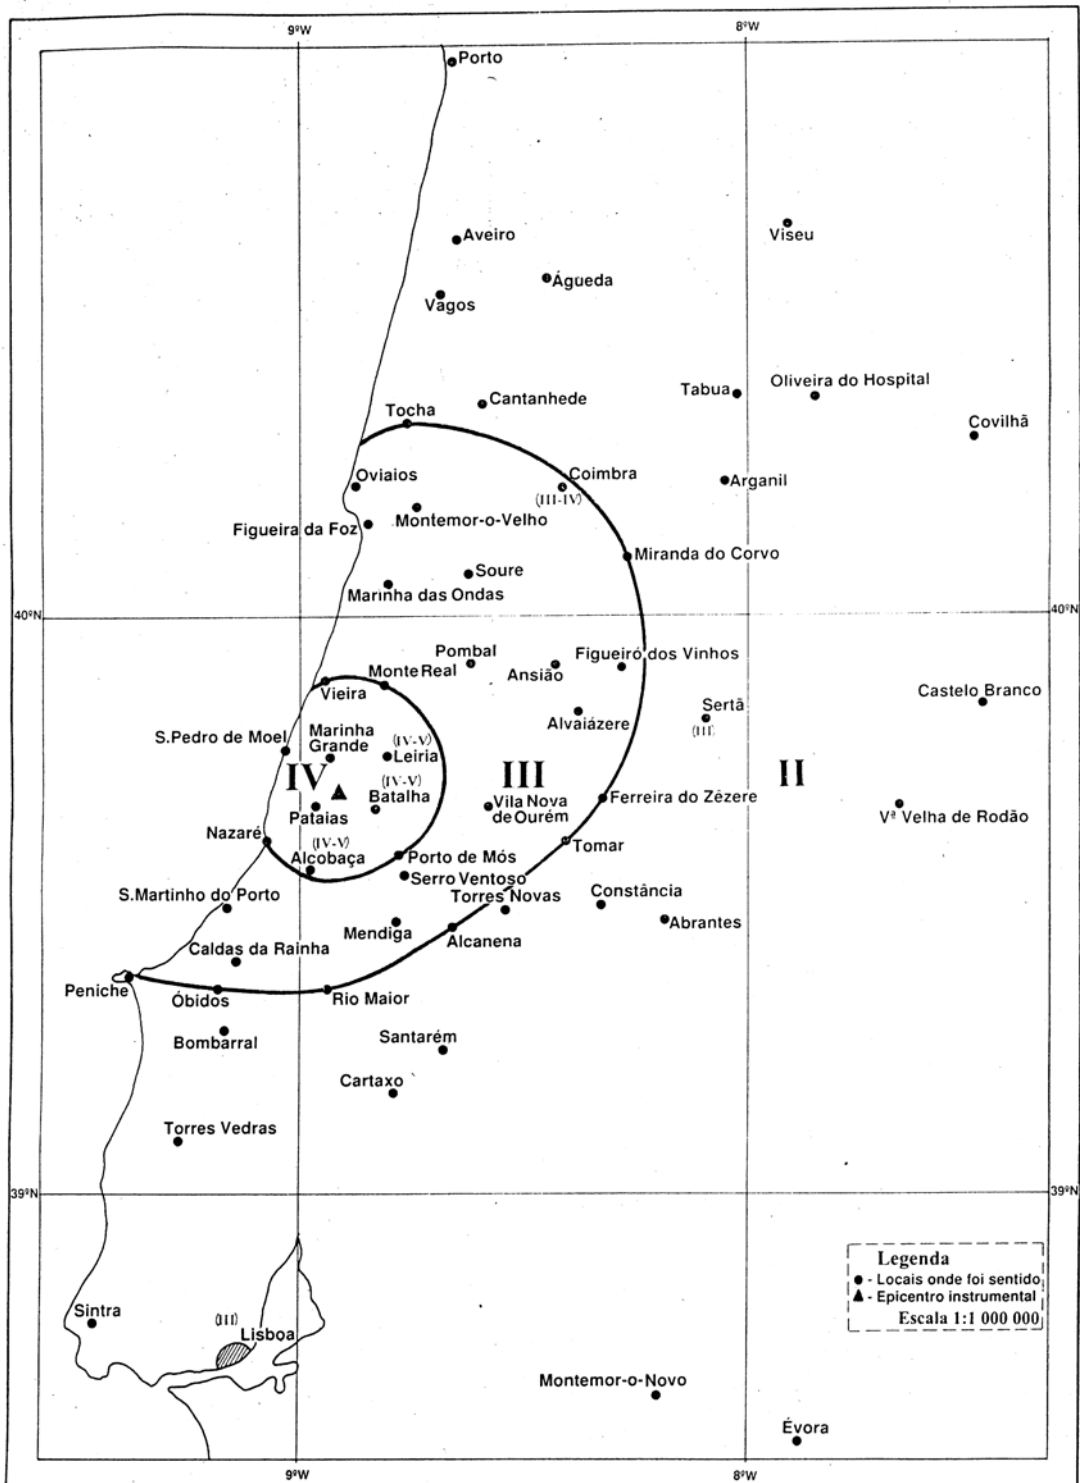 9ºW
8ºW
Porto
Aveiro
Viseu
Águeda
Vagos
Tabua
Oliveira do Hospital
Cantanhede
Tocha
Covilhã
Oviaios
Coimbra
(III-IV)
Arganil
Montemor-o-Velho
Figueira da Foz
Miranda do Corvo
Soure
Marinha das Ondas
40ºN
40ºN
Pombal
Figueiró dos Vinhos
Monte Real
Ansião
Vieira
Castelo Branco
Sertã
(III)
Alvaiázere
S.Pedro de Moel
Marinha
Grande
(IV-V)
Leiria
IV
III
II
(IV-V)
Batalha
Pataias
Vila Nova
de Ourém
Ferreira do Zêzere
Vª Velha de Rodão
Nazaré
(IV-V)
Alcobaça
Porto de Mós
Tomar
Serro Ventoso
S.Martinho do Porto
Torres Novas
Constância
Abrantes
Mendiga
Alcanena
Caldas da Rainha
Peniche
Óbidos
Rio Maior
Bombarral
Santarém
Cartaxo
Torres Vedras
39ºN
39ºN
Legenda
- Locais onde foi sentido
- Epicentro instrumental
Escala 1:1 000 000
Sintra
(III)
Lisboa
Montemor-o-Novo
Évora
9ºW
8ºW